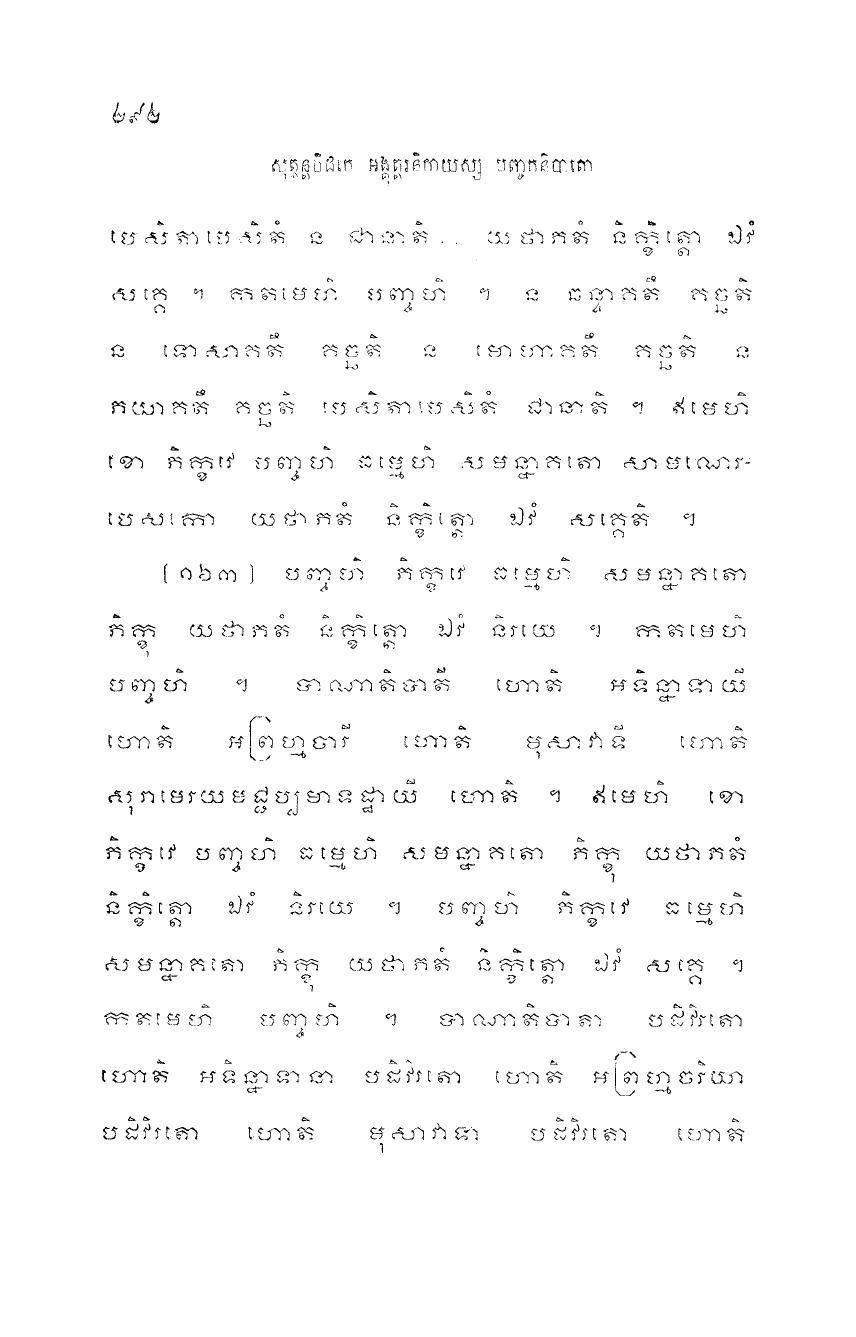 ២៩២
សុត្តន្តបិដកេ អង្គុត្តរនិកាយស្ស បញ្ចកនិបាតោ
បេសិតាបេសិតំ ន ជានាតិ.. យថាភតំ និក្ខិត្តោ ឯវំ
សគ្គេ ។ កតមេហិ បញ្ចហិ ។ ន ឆន្ទាគតឹ គច្ឆតិ
ន ទោសាគតឹ គច្ឆតិ ន មោហាគតឹ គច្ឆតិ ន
ភយាគតឹ គច្ឆតិ បេសិតាបេសិតំ ជានាតិ ។ ឥមេហិ
ខោ ភិក្ខវេ បញ្ចហិ ធម្មេហិ សមន្នាគតោ សាមណេរ-
បេសកោ យថាភតំ និក្ខិត្តោ ឯវំ សគ្គេតិ ។
[១៦៣] បញ្ចហិ ភិក្ខវេ ធម្មេហិ សមន្នាគតោ
ភិក្ខុ យថាភតំ និក្ខិត្តោ ឯវំ និរយេ ។ កតមេហិ
បញ្ចហិ ។ បាណាតិបាតី ហោតិ អទិន្នាទាយី
ហោតិ អព្រហ្មចារី ហោតិ មុសាវាទី ហោតិ
សុរាមេរយមជ្ជប្បមាទដ្ឋាយី ហោតិ ។ ឥមេហិ ខោ
ភិក្ខវេ បញ្ចហិ ធម្មេហិ សមន្នាគតោ ភិក្ខុ យថាភតំ
និក្ខិត្តោ ឯវំ និរយេ ។ បញ្ចហិ ភិក្ខវេ ធម្មេហិ
សមន្នាគតោ ភិក្ខុ យថាភតំ និក្ខិត្តោ ឯវំ សគ្គេ ។
កតមេហិ បញ្ចហិ ។ បាណាតិបាតា បដិវិរតោ
ហោតិ អទិន្នាទានា បដិវិរតោ ហោតិ អព្រហ្មចរិយា
បដិវិរតោ ហោតិ មុសាវាទា បដិវិរតោ ហោតិ